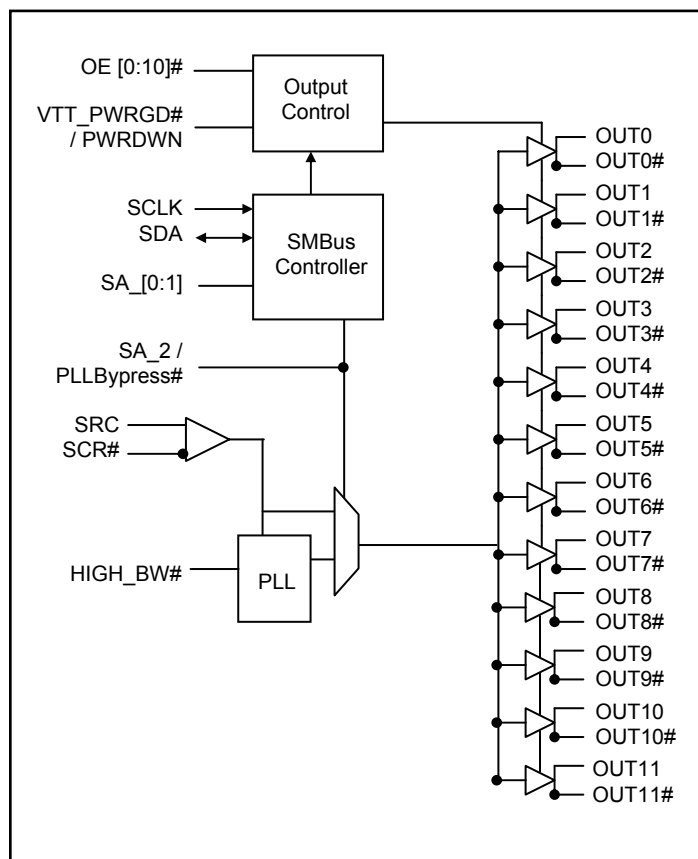 OE [0:10]#
VTT_PWRGD#
/ PWRDWN
Output
Control
SCLK
SDA
SA_[0:1]
SMBus
Controller
SA_2 /
PLLBypress#
SRC
SCR#
HIGH_BW#
PLL
OUT0
OUT0#
OUT1
OUT1#
OUT2
OUT2#
OUT3
OUT3#
OUT4
OUT4#
OUT5
OUT5#
OUT6
OUT6#
OUT7
OUT7#
OUT8
OUT8#
OUT9
OUT9#
OUT10
OUT10#
OUT11
OUT11#